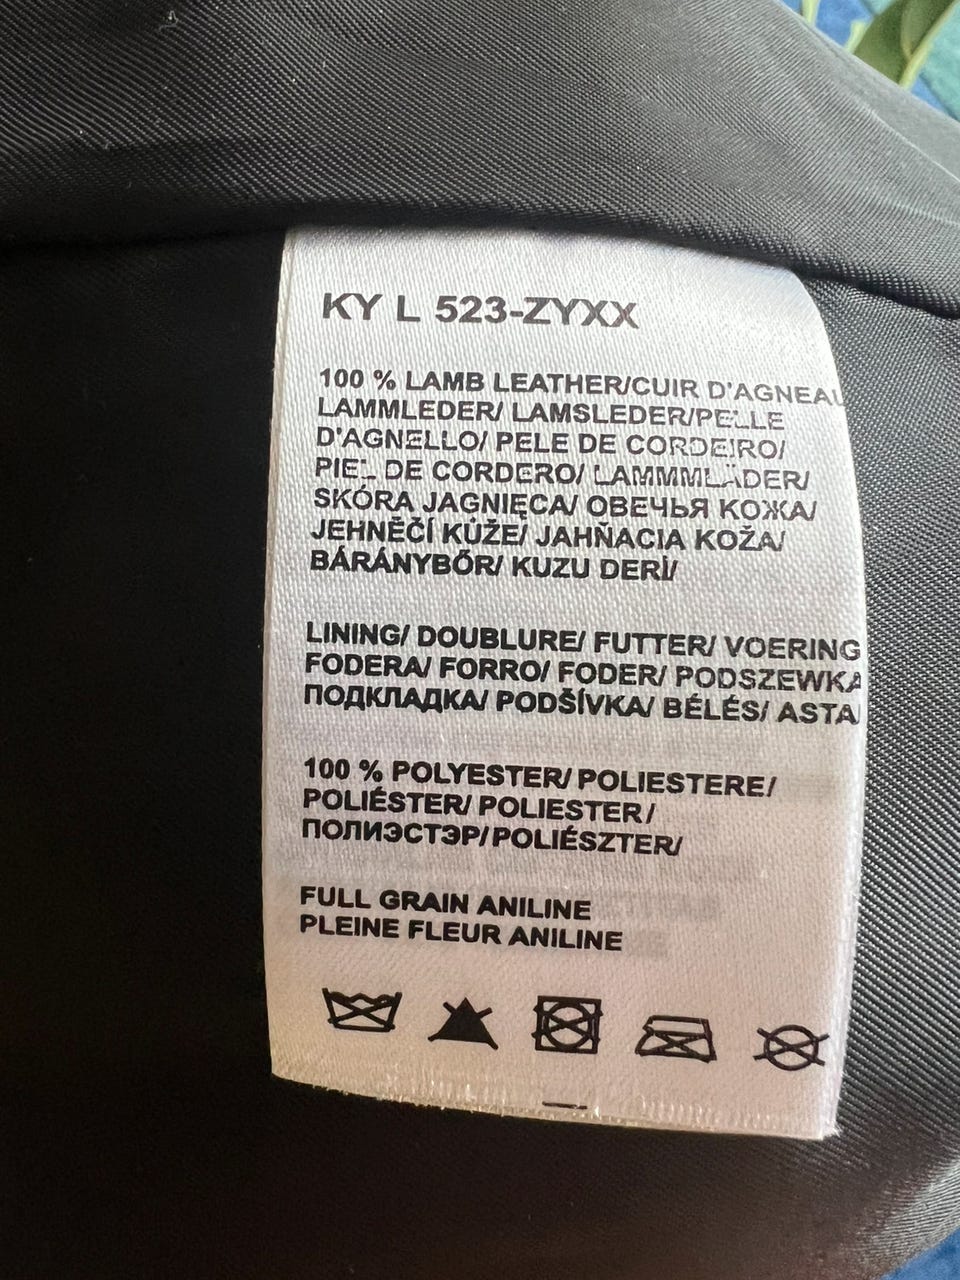 KY L 523-ZYXX
100 % LAMB LEATHER/CUIR D'AGNEAU
LAMMLEDER/ LAMSLEDER/PELLE
D'AGNELLO/ PELE DE CORDEIRO/
PIEL DE CORDERO/ LAMMMLÄDER/
SKÓRA JAGNIĘCA/ ОВЕЧЬЯ КОЖА/
JEHNĚČÍ KŮŽE/ JAHŇACIA KOŽA/
BÁRÁNYBŐR/ KUZU DERİ/
LINING/ DOUBLURE/ FUTTER/ VOERING
FODERA/ FORRO/ FODER/ PODSZEWKA
ПОДКЛАДКА/ PODŠÍVKA/ BÉLÉS/ ASTA
100 % POLYESTER/ POLIESTERE/
POLIÉSTER/ POLIESTER/
ПОЛИЭСТЭР/POLIÉSZTER/
FULL GRAIN ANILINE
PLEINE FLEUR ANILINE